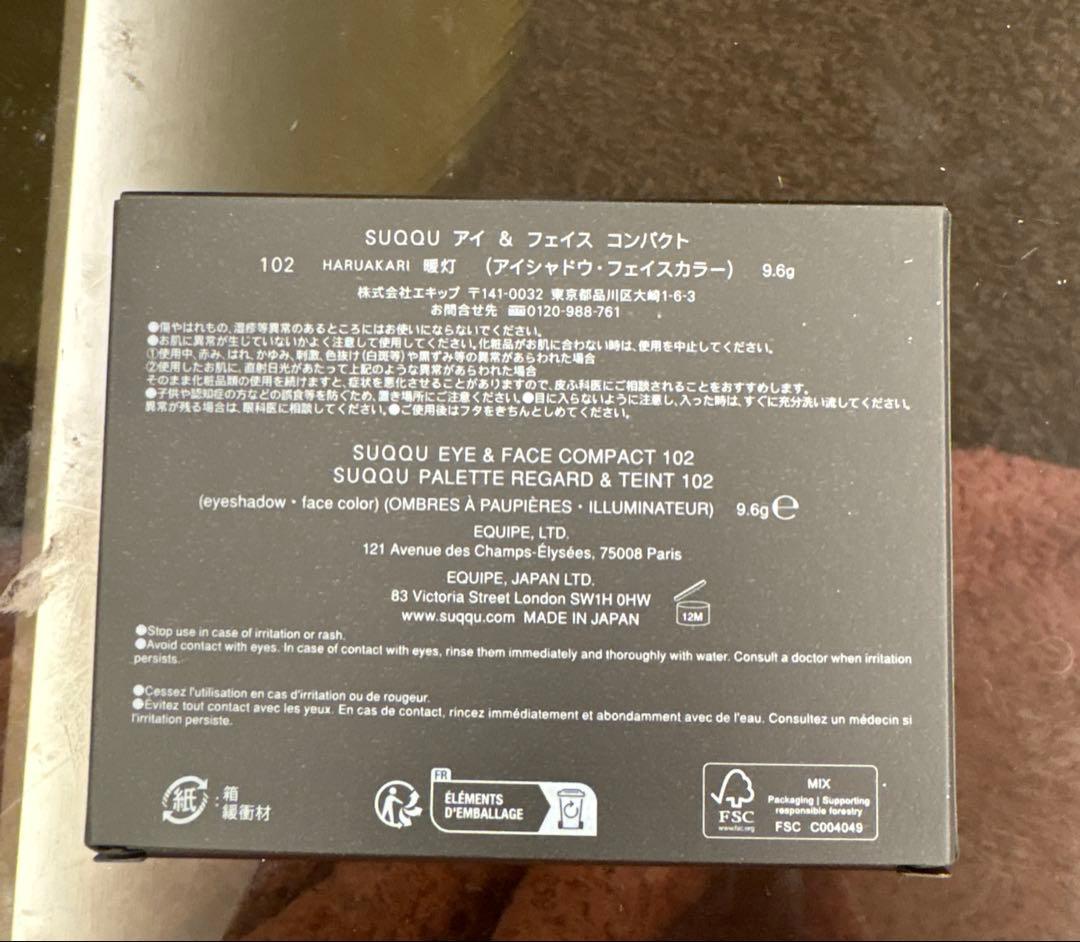 SUQQU アイ & フェイス コンパクト
102 HARUAKARI 暖灯 （アイシャドウ・フェイスカラー） 9.6g
株式会社エキップ 〒141-0032 東京都品川区大崎1-6-3
お問合せ先 0120-988-761
●傷やはれもの、湿疹等異常のあるところにはお使いにならないでください。
●お肌に異常が生じていないかよく注意して使用してください。化粧品がお肌に合わない時は、使用を中止してください。
①使用中、赤み、はれ、かゆみ、刺激、色抜け(白斑等)や黒ずみ等の異常があらわれた場合
②使用したお肌に、直射日光があたって上記のような異常があらわれた場合
そのまま化粧品類の使用を続けますと、症状を悪化させることがありますので、皮ふ科医にご相談されることをおすすめします。
●子供や認知症の方などの誤食等を防ぐため、置き場所にご注意ください。●目に入らないように注意し、入った時は、すぐに充分洗い流してください。
異常が残る場合は、眼科医に相談してください。●ご使用後はフタをきちんとしめてください。
SUQQU EYE & FACE COMPACT 102
SUQQU PALETTE REGARD & TEINT 102
(eyeshadow・face color) (OMBRES À PAUPIÈRES・ILLUMINATEUR) 9.6g ℮
EQUIPE, LTD.
121 Avenue des Champs-Élysées, 75008 Paris
EQUIPE, JAPAN LTD.
83 Victoria Street London SW1H 0HW
www.suqqu.com MADE IN JAPAN
12M
●Stop use in case of irritation or rash.
●Avoid contact with eyes. In case of contact with eyes, rinse them immediately and thoroughly with water. Consult a doctor when irritation
persists.
●Cessez l'utilisation en cas d'irritation ou de rougeur.
●Évitez tout contact avec les yeux. En cas de contact, rincez immédiatement et abondamment avec de l'eau. Consultez un médecin si
l'irritation persiste.
紙 : 箱
緩衝材
FR
ÉLÉMENTS
D'EMBALLAGE
MIX
Packaging | Supporting
responsible forestry
FSC
www.fsc.org
FSC C004049